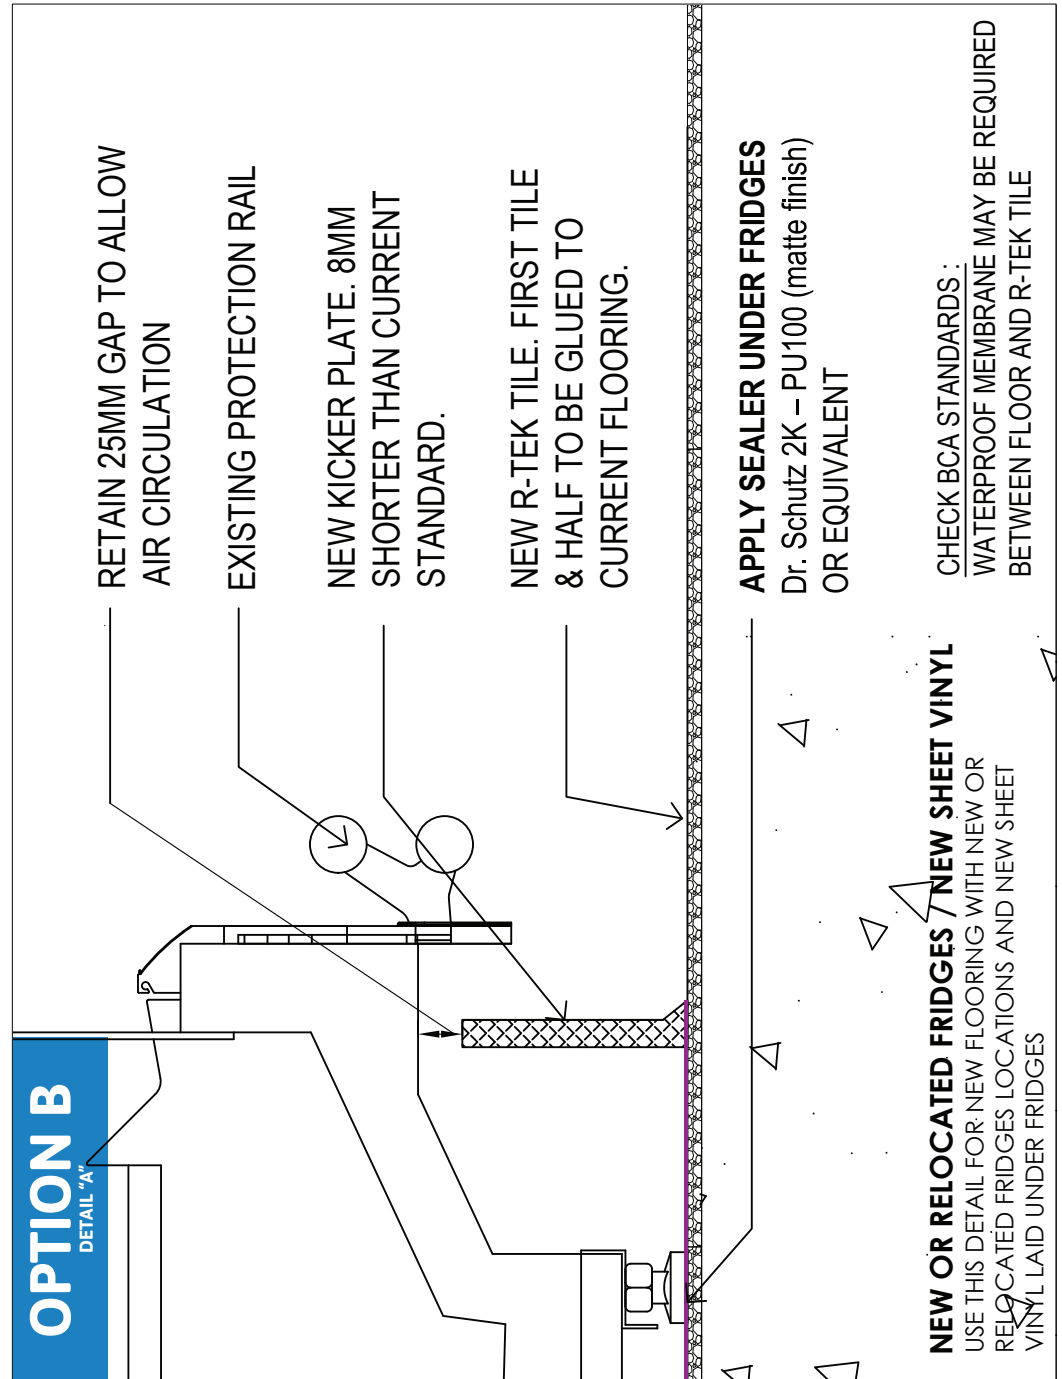 OPTION B
DETAIL "A"
RETAIN 25MM GAP TO ALLOW
AIR CIRCULATION
EXISTING PROTECTION RAIL
NEW KICKER PLATE. 8MM
SHORTER THAN CURRENT
STANDARD.
NEW R-TEK TILE. FIRST TILE
& HALF TO BE GLUED TO
CURRENT FLOORING.
APPLY SEALER UNDER FRIDGES
Dr. Schutz 2K – PU100 (matte finish)
OR EQUIVALENT
NEW OR RELOCATED FRIDGES / NEW SHEET VINYL
USE THIS DETAIL FOR NEW FLOORING WITH NEW OR
RELOCATED FRIDGES LOCATIONS AND NEW SHEET
VINYL LAID UNDER FRIDGES
CHECK BCA STANDARDS :
WATERPROOF MEMBRANE MAY BE REQUIRED
BETWEEN FLOOR AND R-TEK TILE